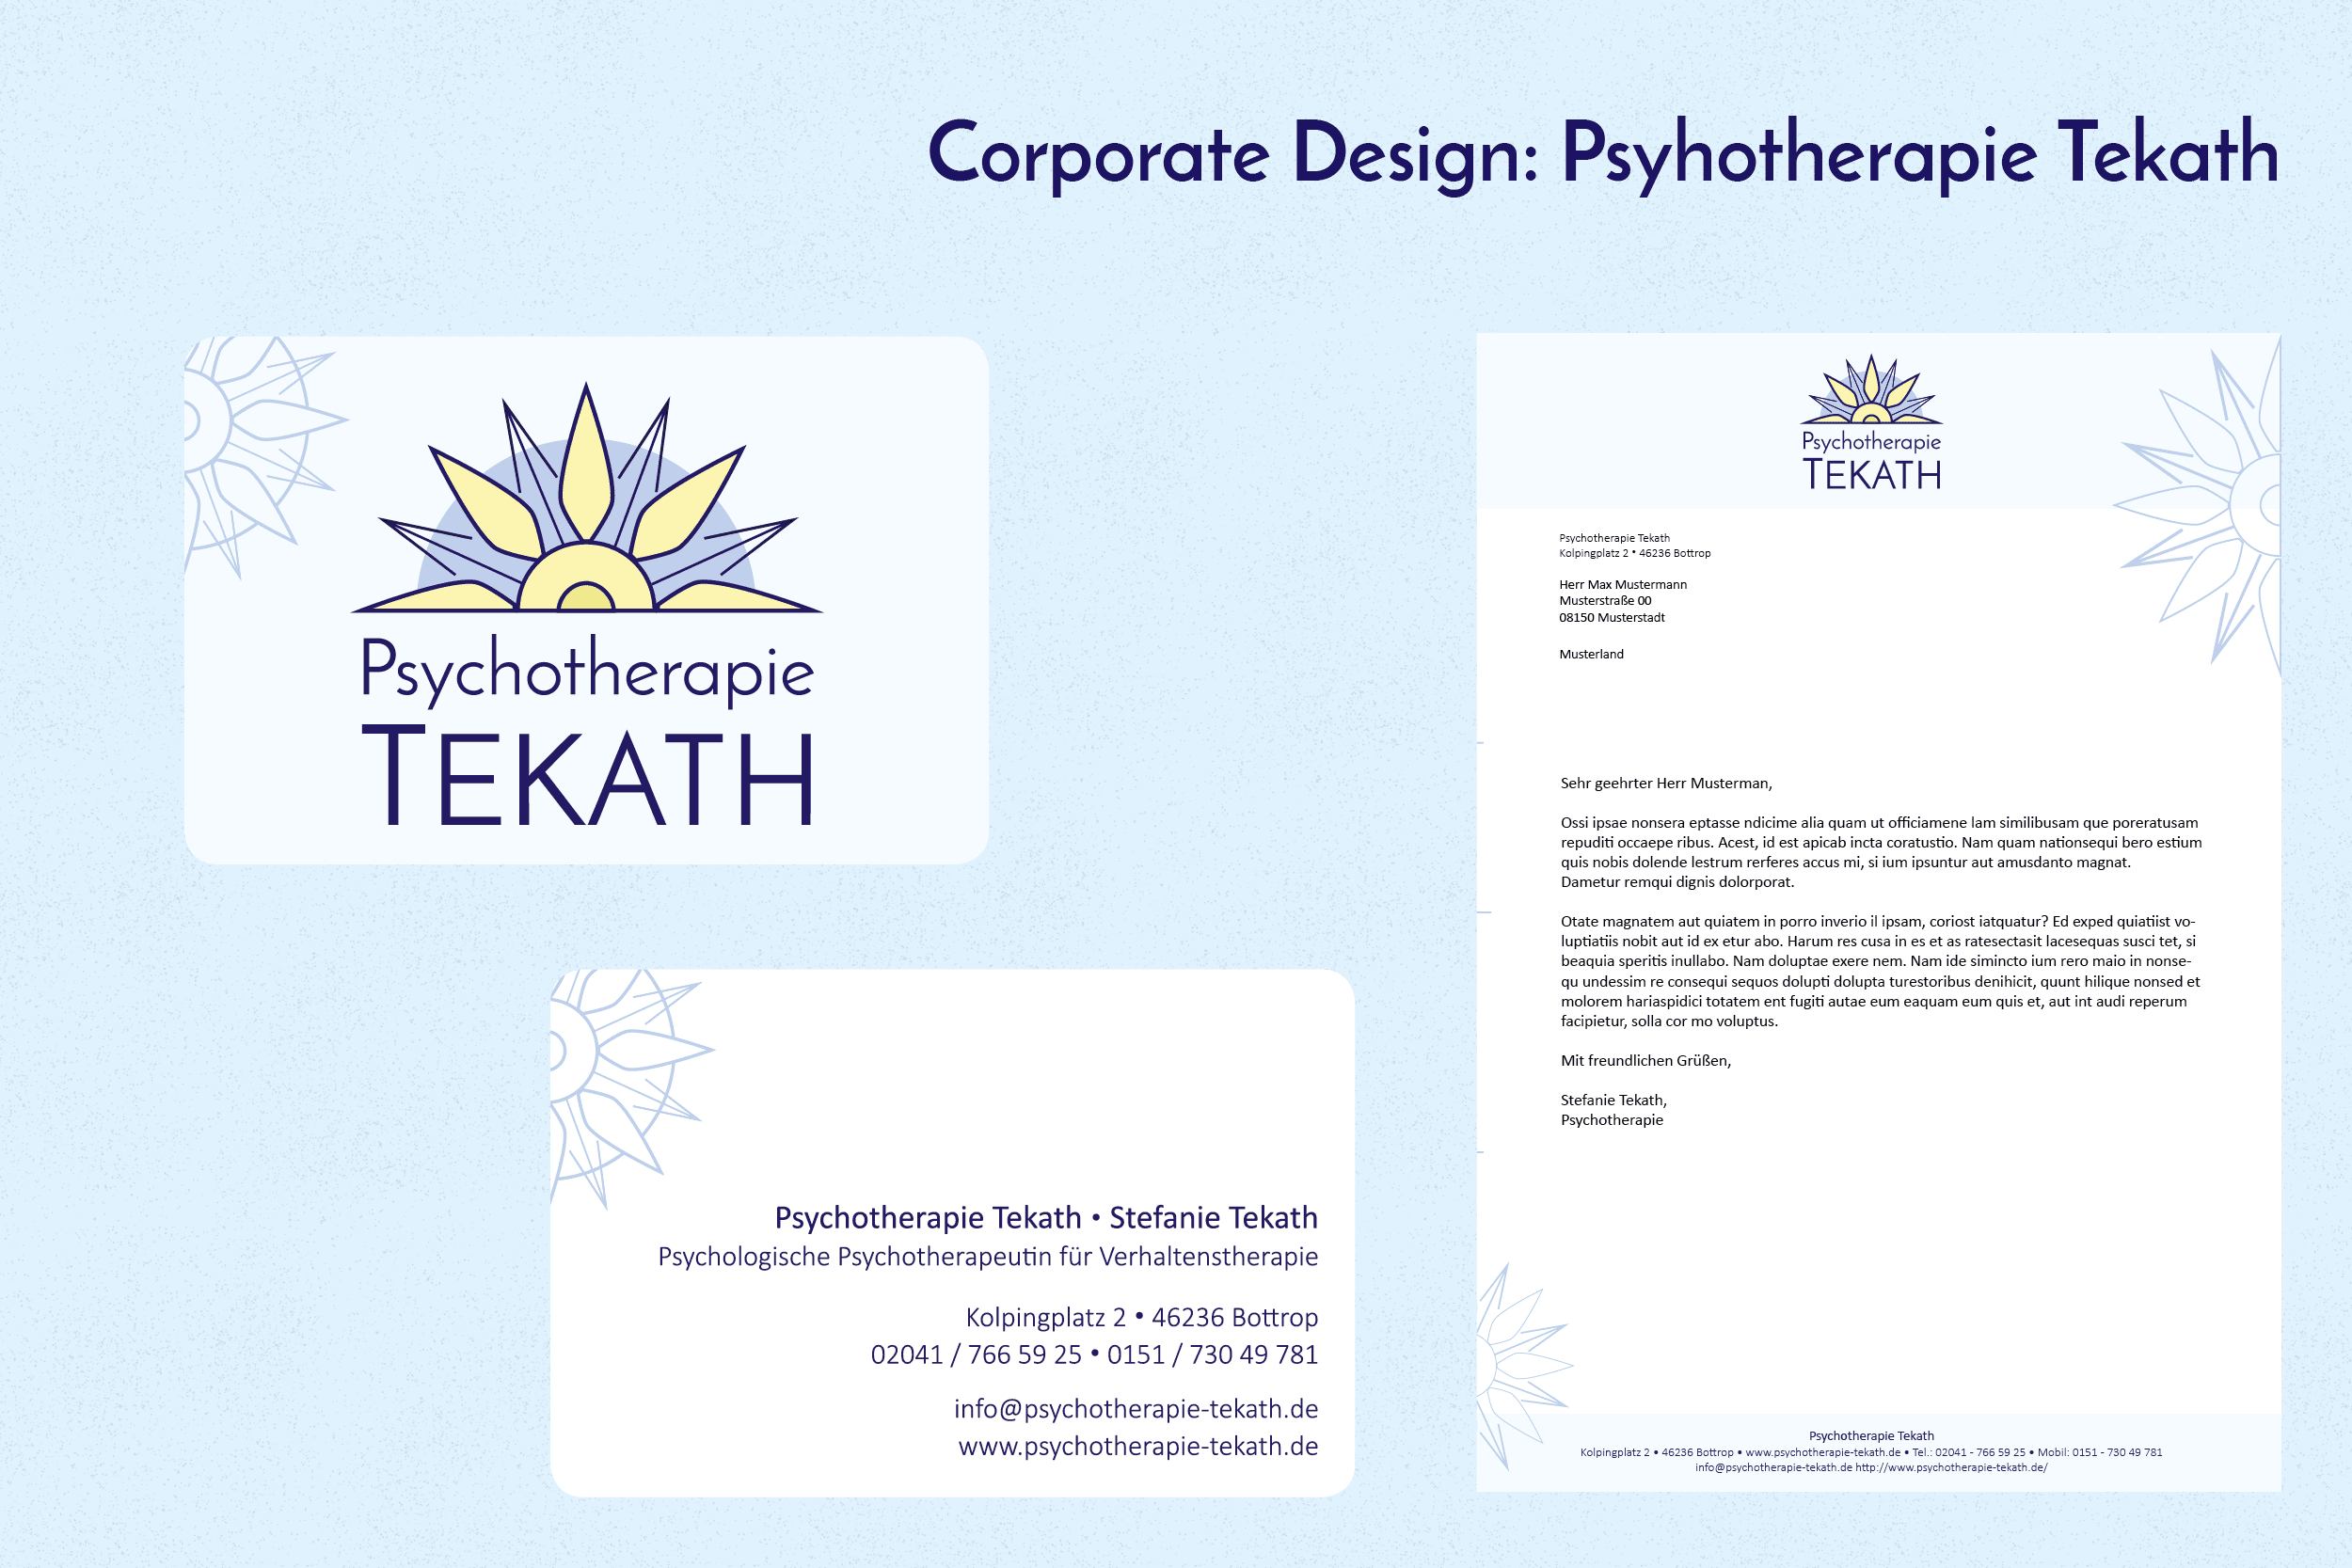 Corporate Design: Psyhotherapie Tekath
Psychotherapie
TEKATH
Psychotherapie Tekath • Stefanie Tekath
Psychologische Psychotherapeutin für Verhaltenstherapie
Kolpingplatz 2 • 46236 Bottrop
02041 / 766 59 25 • 0151 / 730 49 781
info@psychotherapie-tekath.de
www.psychotherapie-tekath.de
Psychotherapie
TEKATH
Psychotherapie Tekath
Kolpingplatz 2 • 46236 Bottrop
Herr Max Mustermann
Musterstraße 00
08150 Musterstadt
Musterland
Sehr geehrter Herr Musterman,
Ossi ipsae nonsera eptasse ndicime alia quam ut officiamene lam similibusam que poreratusam
repuditi occaepe ribus. Acest, id est apicab incta coratustio. Nam quam nationsequi bero estium
quis nobis dolende lestrum rerferes accus mi, si ium ipsuntur aut amusdanto magnat.
Dametur remqui dignis dolorporat.
Otate magnatem aut quiatem in porro inverio il ipsam, coriost iatquatur? Ed exped quiatiist vo-
luptiatiis nobit aut id ex etur abo. Harum res cusa in es et as ratesectasit lacesequas susci tet, si
beaquia speritis inullabo. Nam doluptae exere nem. Nam ide simincto ium rero maio in nonse-
qu undessim re consequi sequos dolupti dolupta turestoribus denihicit, quunt hilique nonsed et
molorem hariaspidici totatem ent fugiti autae eum eaquam eum quis et, aut int audi reperum
facipietur, solla cor mo voluptus.
Mit freundlichen Grüßen,
Stefanie Tekath,
Psychotherapie
Psychotherapie Tekath
Kolpingplatz 2 • 46236 Bottrop • www.psychotherapie-tekath.de • Tel.: 02041 - 766 59 25 • Mobil: 0151 - 730 49 781
info@psychotherapie-tekath.de http://www.psychotherapie-tekath.de/